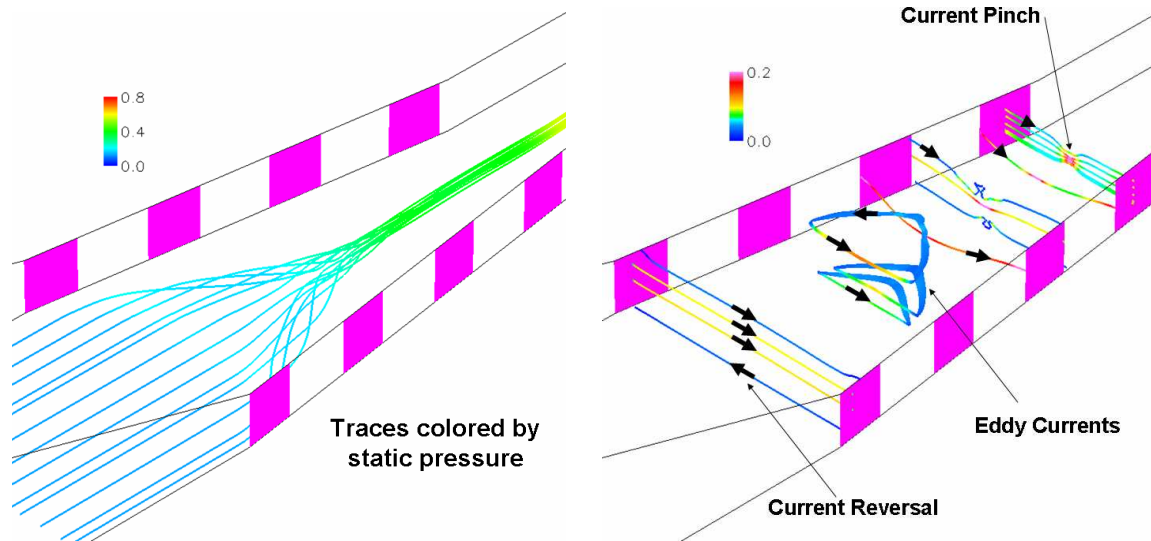 0.8
0.4
0.0
Traces colored by
static pressure
Current Pinch
0.2
0.0
Eddy Currents
Current Reversal